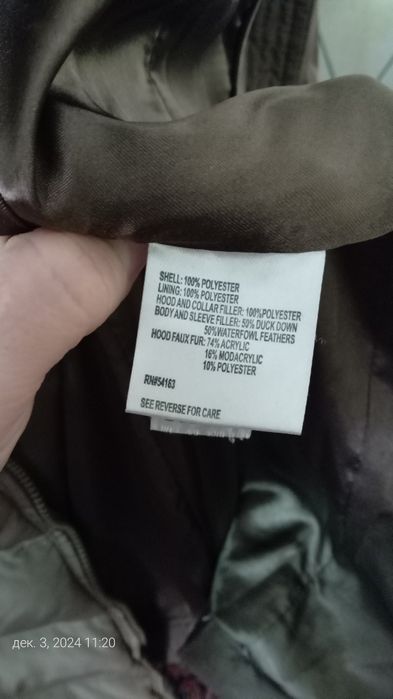 SHELL: 100% POLYESTER
LINING: 100% POLYESTER
HOOD AND COLLAR FILLER: 100%POLYESTER
BODY AND SLEEVE FILLER: 50% DUCK DOWN
50%WATERFOWL FEATHERS
HOOD FAUX FUR: 74% ACRYLIC
16% MODACRYLIC
10% POLYESTER
RN#54163
SEE REVERSE FOR CARE
дек. 3, 2024 11:20